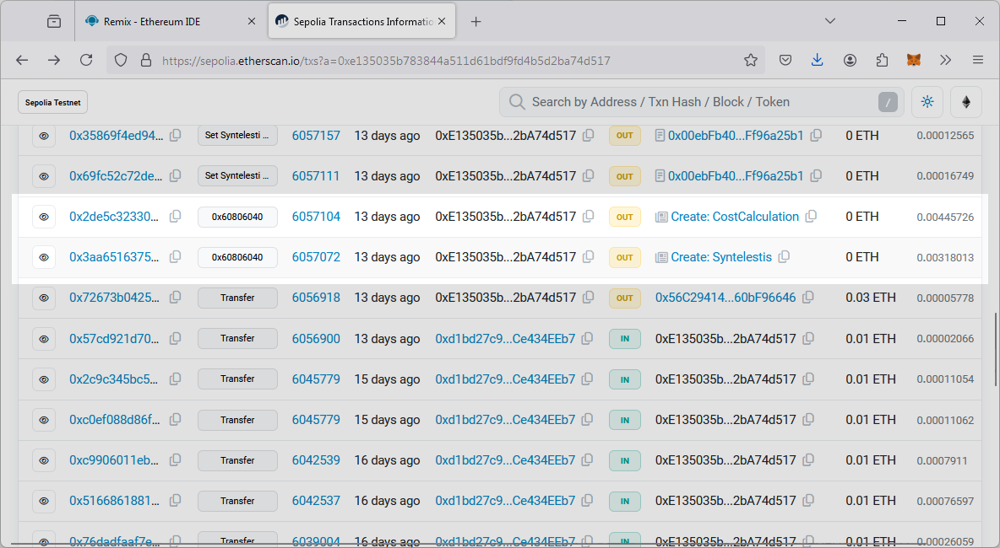 Remix - Ethereum IDE
Sepolia Transactions Informatio
https://sepolia.etherscan.io/txs?a=0xe135035b783844a511d61bdf9fd4b5d2ba74d517
Sepolia Testnet
Search by Address / Txn Hash / Block / Token
/
0x35869f4ed94... Set Syntelesti ... 6057157 13 days ago 0xE135035b...2bA74d517 OUT 0x00ebFb40...Ff96a25b1 0 ETH 0.00012565
0x69fc52c72de... Set Syntelesti ... 6057111 13 days ago 0xE135035b...2bA74d517 OUT 0x00ebFb40...Ff96a25b1 0 ETH 0.00016749
0x2de5c32330... 0x60806040 6057104 13 days ago 0xE135035b...2bA74d517 OUT Create: CostCalculation 0 ETH 0.00445726
0x3aa6516375... 0x60806040 6057072 13 days ago 0xE135035b...2bA74d517 OUT Create: Syntelestis 0 ETH 0.00318013
0x72673b0425... Transfer 6056918 13 days ago 0xE135035b...2bA74d517 OUT 0x56C29414...60bF96646 0.03 ETH 0.00005778
0x57cd921d70... Transfer 6056900 13 days ago 0xd1bd27c9...Ce434EEb7 IN 0xE135035b...2bA74d517 0.01 ETH 0.00002066
0x2c9c345bc5... Transfer 6045779 15 days ago 0xd1bd27c9...Ce434EEb7 IN 0xE135035b...2bA74d517 0.01 ETH 0.00011054
0xc0ef088d86f... Transfer 6045779 15 days ago 0xd1bd27c9...Ce434EEb7 IN 0xE135035b...2bA74d517 0.01 ETH 0.00011062
0xc9906011eb... Transfer 6042539 16 days ago 0xd1bd27c9...Ce434EEb7 IN 0xE135035b...2bA74d517 0.01 ETH 0.0007911
0x5166861881... Transfer 6042537 16 days ago 0xd1bd27c9...Ce434EEb7 IN 0xE135035b...2bA74d517 0.01 ETH 0.00076597
0x76dadfaaf7e... Transfer 6039004 16 days ago 0xd1bd27c9...Ce434EEb7 IN 0xE135035b...2bA74d517 0.01 ETH 0.00026059